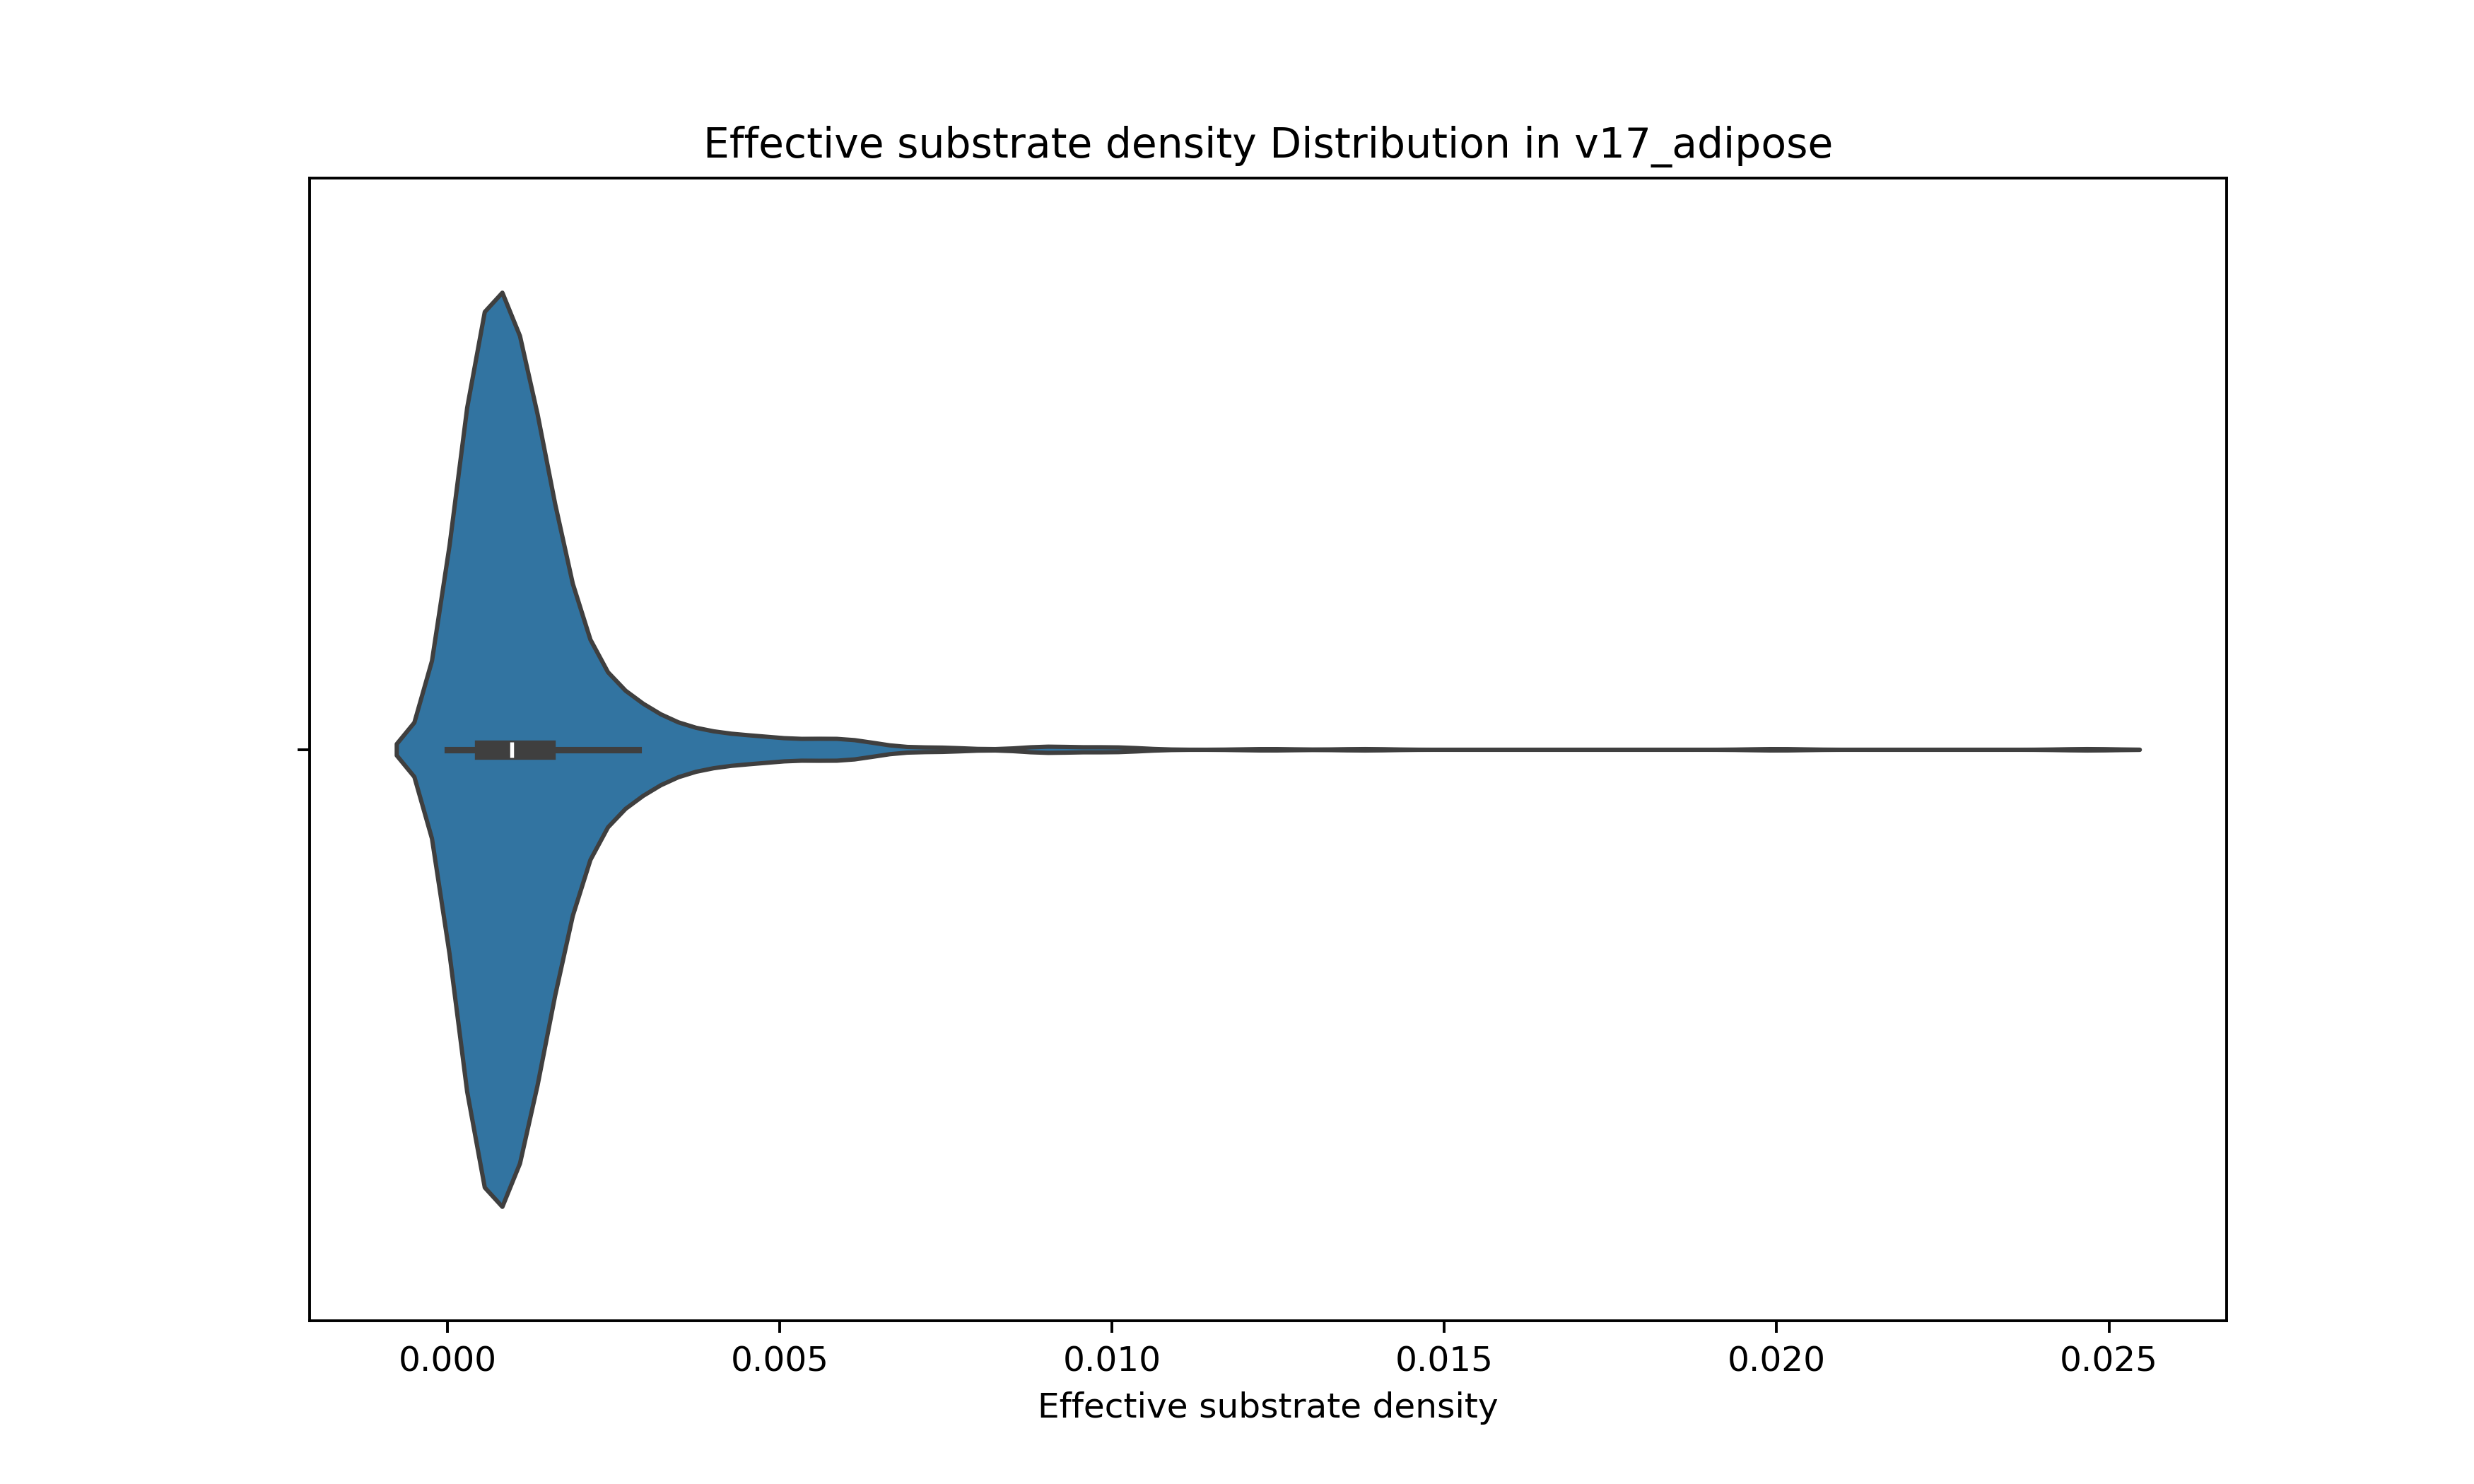 Effective substrate density Distribution in v17_adipose
0.000 0.005 0.010 0.015 0.020 0.025
Effective substrate density